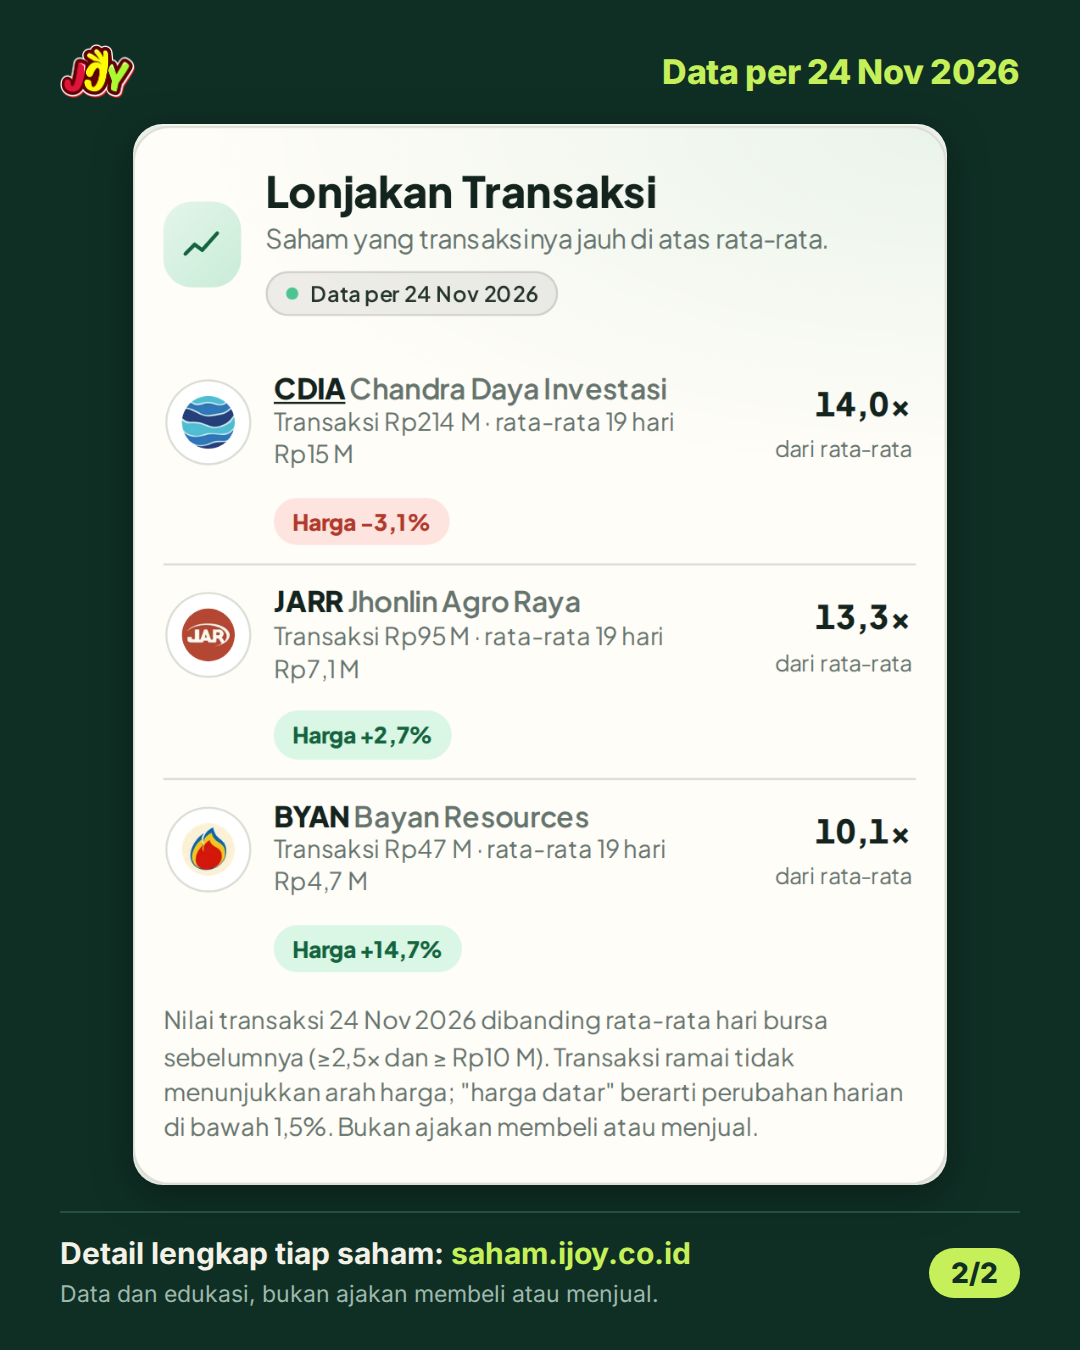 JOY
Data per 24 Nov 2026
Lonjakan Transaksi
Saham yang transaksinya jauh di atas rata-rata.
Data per 24 Nov 2026
CDIA Chandra Daya Investasi
Transaksi Rp214 M · rata-rata 19 hari
Rp15 M
14,0×
dari rata-rata
Harga -3,1%
JAR
JARR Jhonlin Agro Raya
Transaksi Rp95 M · rata-rata 19 hari
Rp7,1 M
13,3×
dari rata-rata
Harga +2,7%
BYAN Bayan Resources
Transaksi Rp47 M · rata-rata 19 hari
Rp4,7 M
10,1×
dari rata-rata
Harga +14,7%
Nilai transaksi 24 Nov 2026 dibanding rata-rata hari bursa
sebelumnya (≥2,5× dan ≥ Rp10 M). Transaksi ramai tidak
menunjukkan arah harga; "harga datar" berarti perubahan harian
di bawah 1,5%. Bukan ajakan membeli atau menjual.
Detail lengkap tiap saham: saham.ijoy.co.id
Data dan edukasi, bukan ajakan membeli atau menjual.
2/2